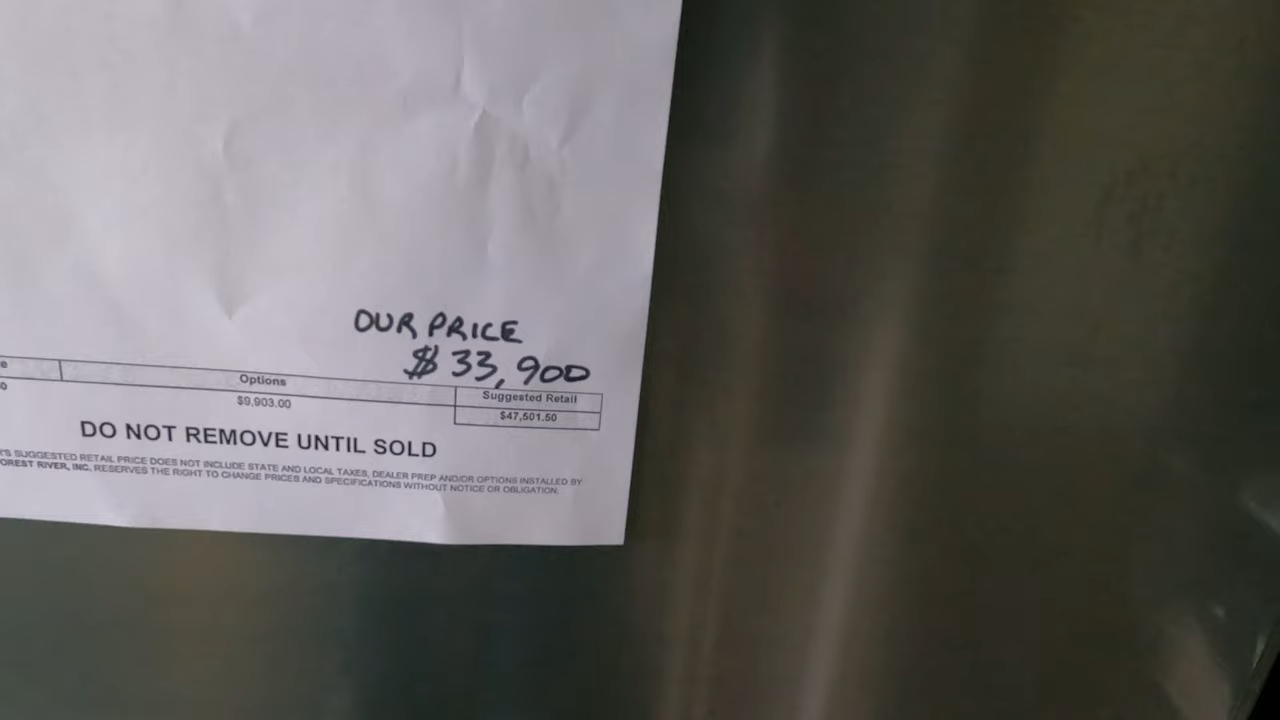 OUR PRICE
$33,900
Options
Suggested Retail
$9,903.00
$47,501.50
DO NOT REMOVE UNTIL SOLD
SUGGESTED RETAIL PRICE DOES NOT INCLUDE STATE AND LOCAL TAXES, DEALER PREP AND/OR OPTIONS INSTALLED BY
OREST RIVER, INC. RESERVES THE RIGHT TO CHANGE PRICES AND SPECIFICATIONS WITHOUT NOTICE OR OBLIGATION.